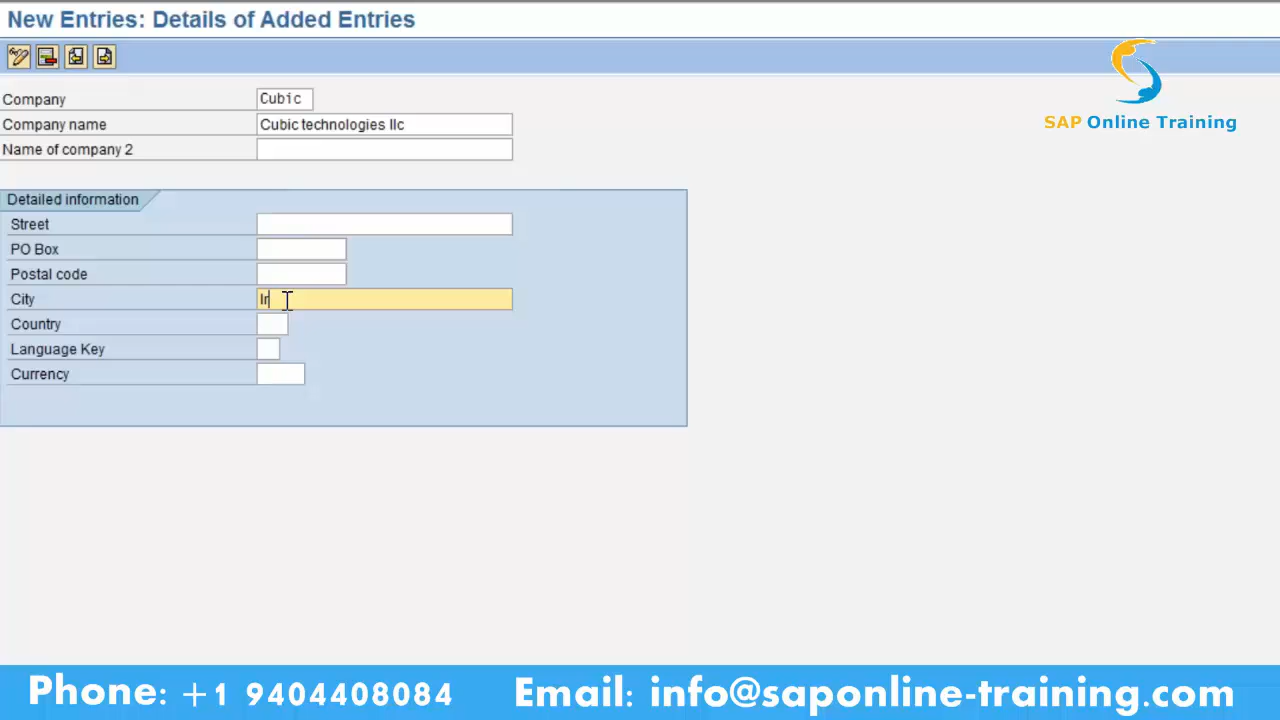 New Entries: Details of Added Entries
SAP Online Training
Company Cubic
Company name Cubic technologies llc
Name of company 2
Detailed information
Street
PO Box
Postal code
City Ir
Country
Language Key
Currency
Phone: +1 9404408084 Email: info@saponline-training.com